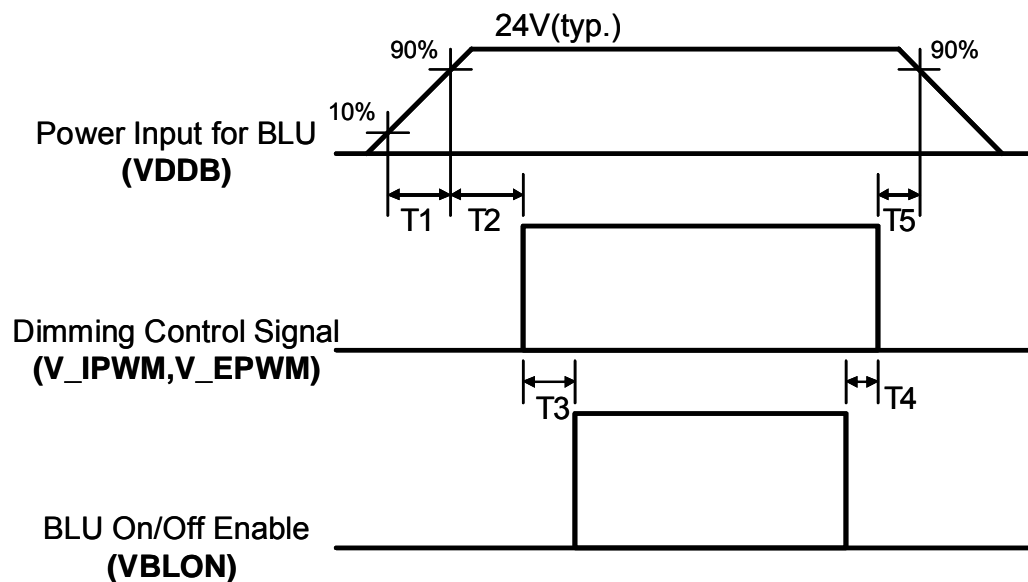 24V(typ.)
90%
90%
10%
Power Input for BLU
(VDDB)
T1
T2
T5
Dimming Control Signal
(V_IPWM,V_EPWM)
T3
T4
BLU On/Off Enable
(VBLON)